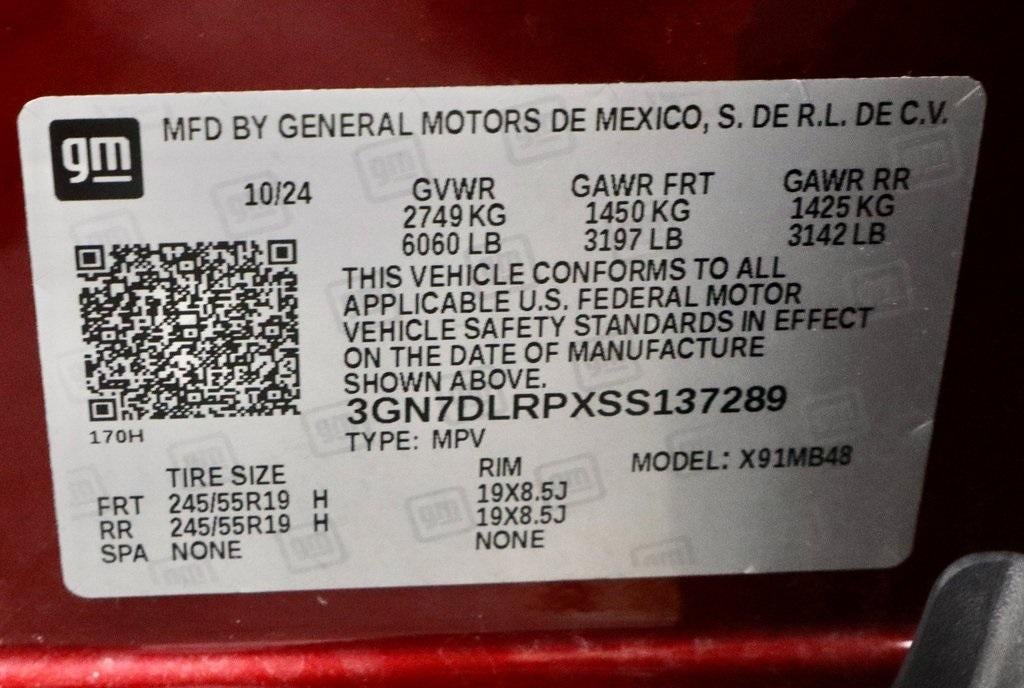 gm
MFD BY GENERAL MOTORS DE MEXICO, S. DE R.L. DE C.V.
10/24
GVWR GAWR FRT GAWR RR
2749 KG 1450 KG 1425 KG
6060 LB 3197 LB 3142 LB
THIS VEHICLE CONFORMS TO ALL
APPLICABLE U.S. FEDERAL MOTOR
VEHICLE SAFETY STANDARDS IN EFFECT
ON THE DATE OF MANUFACTURE
SHOWN ABOVE.
3GN7DLRPXSS137289
170H
TYPE: MPV
TIRE SIZE RIM MODEL: X91MB48
FRT 245/55R19 H 19X8.5J
RR 245/55R19 H 19X8.5J
SPA NONE NONE